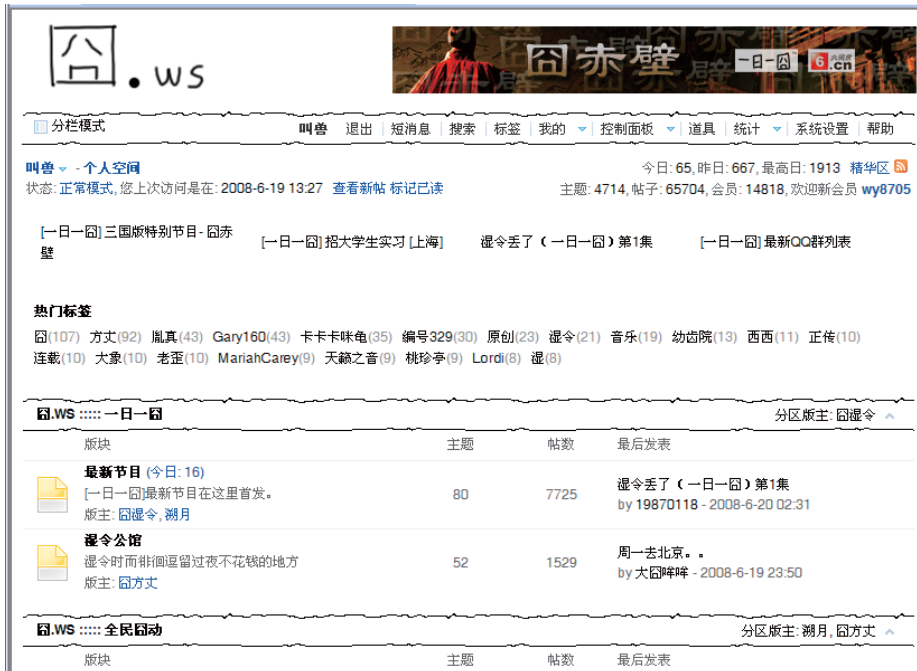 囧.ws
囧赤壁 一日一囧 6.cn
分栏模式 叫兽 退出 短消息 搜索 标签 我的 控制面板 道具 统计 系统设置 帮助
叫兽 - 个人空间 今日: 65, 昨日: 667, 最高日: 1913 精华区
状态: 正常模式, 您上次访问是在: 2008-6-19 13:27 查看新帖 标记已读 主题: 4714, 帖子: 65704, 会员: 14818, 欢迎新会员 wy8705
[一日一囧] 三国版特别节目- 囧赤
壁
[一日一囧] 招大学生实习 [上海] 湿令丢了（一日一囧）第1集 [一日一囧] 最新QQ群列表
热门标签
囧(107) 方丈(92) 胤真(43) Gary160(43) 卡卡卡咪龟(35) 编号329(30) 原创(23) 湿令(21) 音乐(19) 幼齿院(13) 西西(11) 正传(10)
连载(10) 大象(10) 老歪(10) MariahCarey(9) 天籁之音(9) 桃珍亭(9) Lordi(8) 湿(8)
囧.WS ::::: 一日一囧 分区版主: 囧湿令
版块 主题 帖数 最后发表
最新节目 (今日: 16)
[一日一囧]最新节目在这里首发。 80 7725 湿令丢了（一日一囧）第1集
版主: 囧湿令, 溯月 by 19870118 - 2008-6-20 02:31
湿令公馆
湿令时而徘徊逗留过夜不花钱的地方 52 1529 周一去北京。。
版主: 囧方丈 by 大囧哞哞 - 2008-6-19 23:50
囧.WS ::::: 全民囧动 分区版主: 溯月, 囧方丈
版块 主题 帖数 最后发表